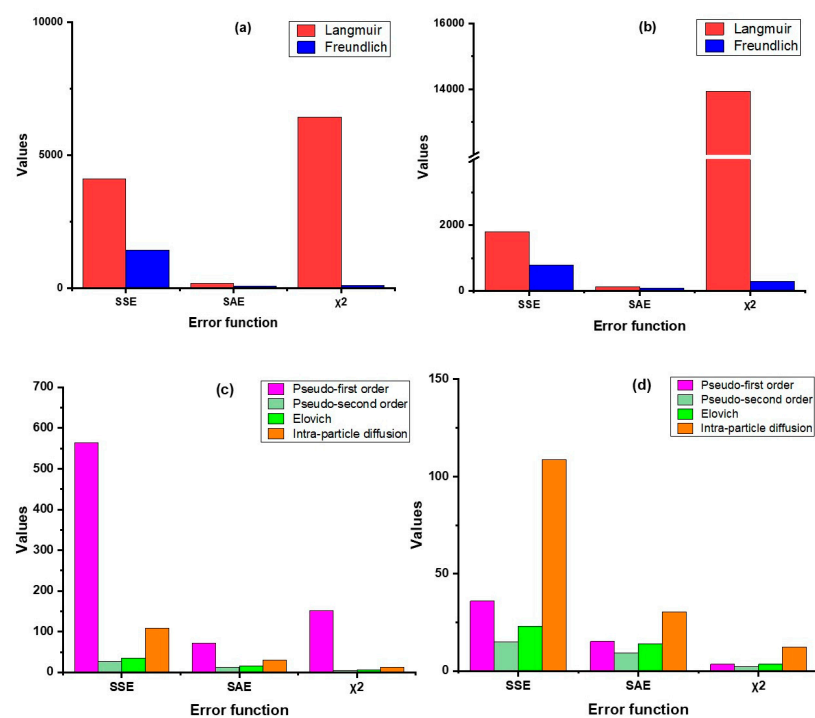 (a)
Langmuir
Freundlich
10000
5000
0
Values
SSE SAE χ2
Error function
(b)
Langmuir
Freundlich
16000
14000
2000
0
Values
SSE SAE χ2
Error function
(c)
Pseudo-first order
Pseudo-second order
Elovich
Intra-particle diffusion
700
600
500
400
300
200
100
0
Values
SSE SAE χ2
Error function
(d)
Pseudo-first order
Pseudo-second order
Elovich
Intra-particle diffusion
150
100
50
0
Values
SSE SAE χ2
Error function